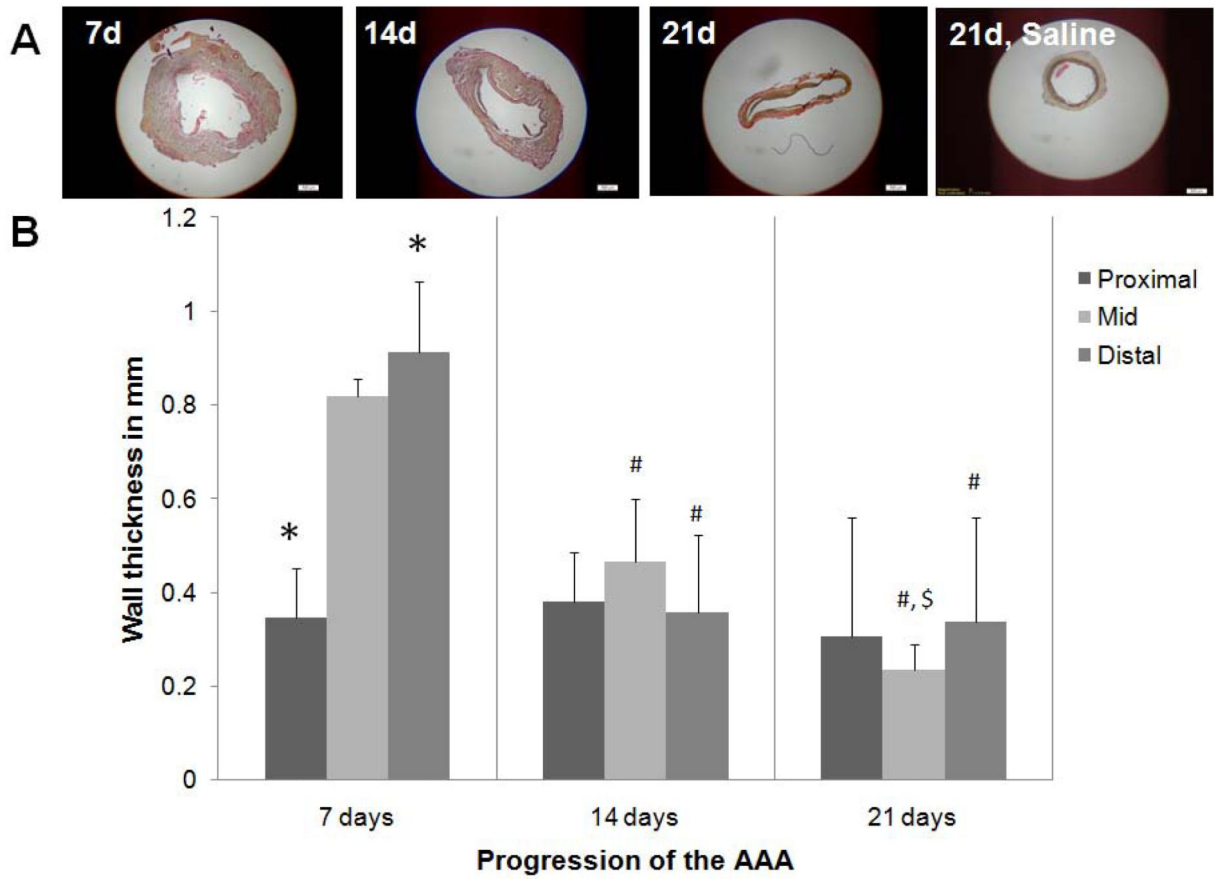 A
7d
14d
21d
21d, Saline
B
1.2
1
0.8
0.6
0.4
0.2
0
Wall thickness in mm
*
*
#
#
#, $
#
Proximal
Mid
Distal
7 days
14 days
21 days
Progression of the AAA